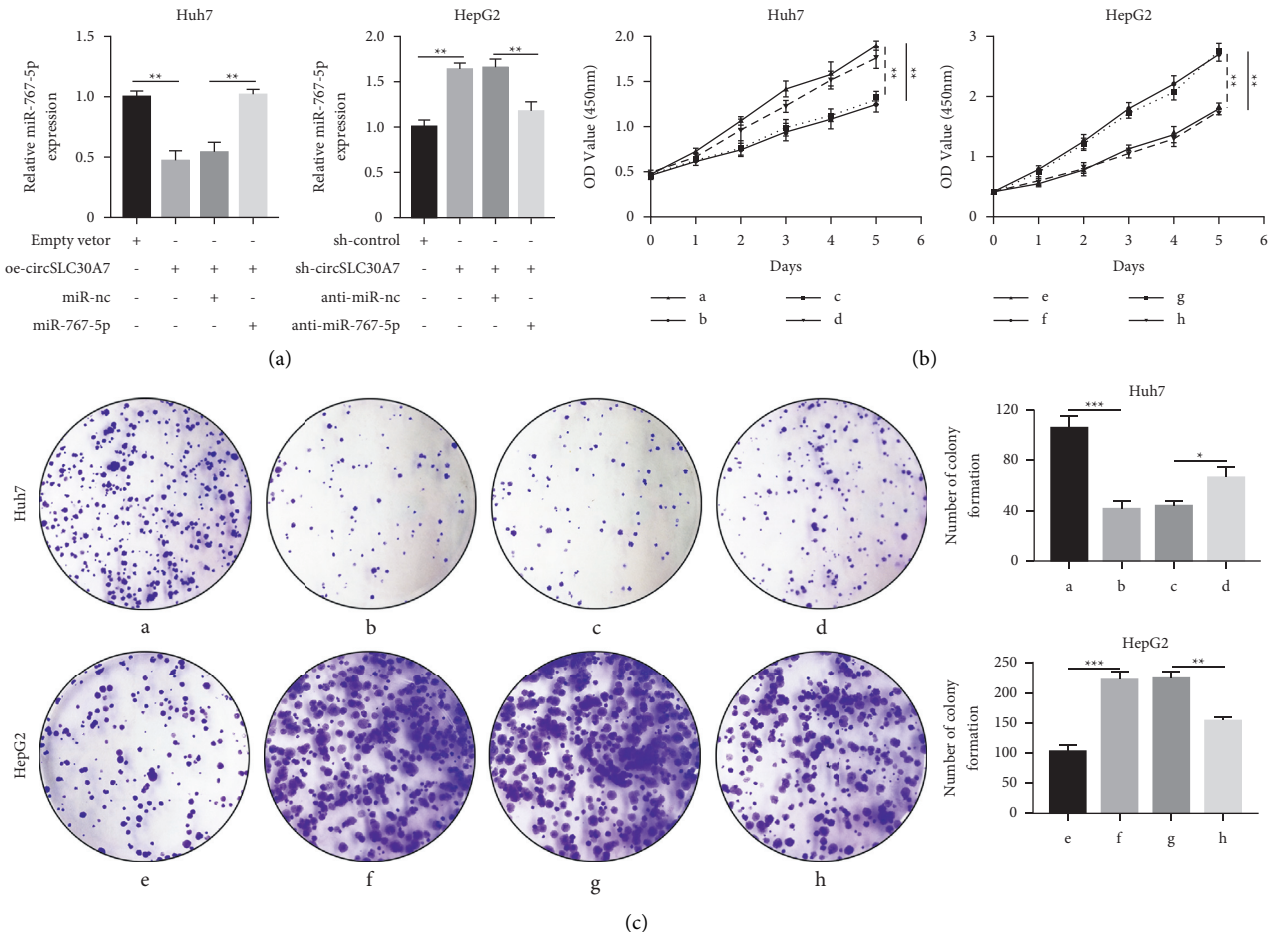 Huh7
Relative miR-767-5p
expression
1.5
1.0
0.5
0
**
**
Empty vetor + - - -
oe-circSLC30A7 - + + +
miR-nc - - + -
miR-767-5p - - - +
HepG2
Relative miR-767-5p
expression
2.0
1.5
1.0
0.5
0
**
**
sh-control + - - -
sh-circSLC30A7 - + + +
anti-miR-nc - - + -
anti-miR-767-5p - - - +
(a)
Huh7
OD Value (450nm)
2.0
1.5
1.0
0.5
0.0
0 1 2 3 4 5 6
Days
**
**
a c
b d
HepG2
OD Value (450nm)
3
2
1
0
0 1 2 3 4 5 6
Days
**
**
e g
f h
(b)
Huh7
a b c d
HepG2
e f g h
Huh7
Number of colony
formation
120
80
40
0
***
*
a b c d
HepG2
Number of colony
formation
250
200
150
100
50
0
***
**
e f g h
(c)